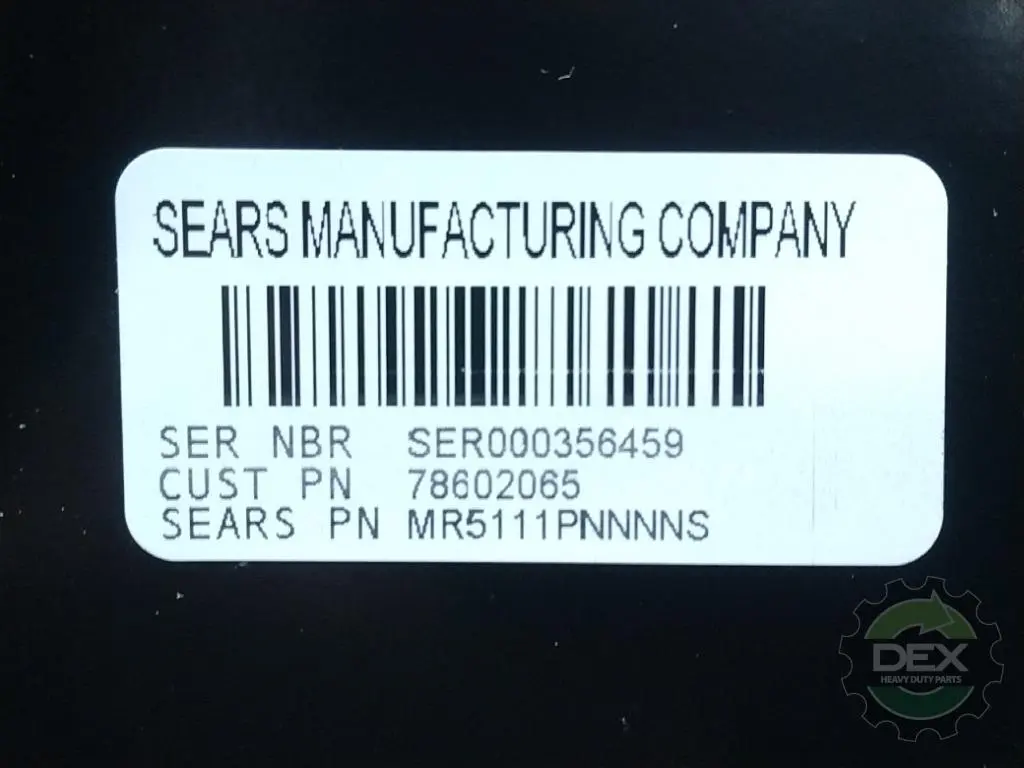 SEARS MANUFACTURING COMPANY
SER NBR SER000356459
CUST PN 78602065
SEARS PN MR5111PNNNNS
DEX
HEAVY DUTY PARTS